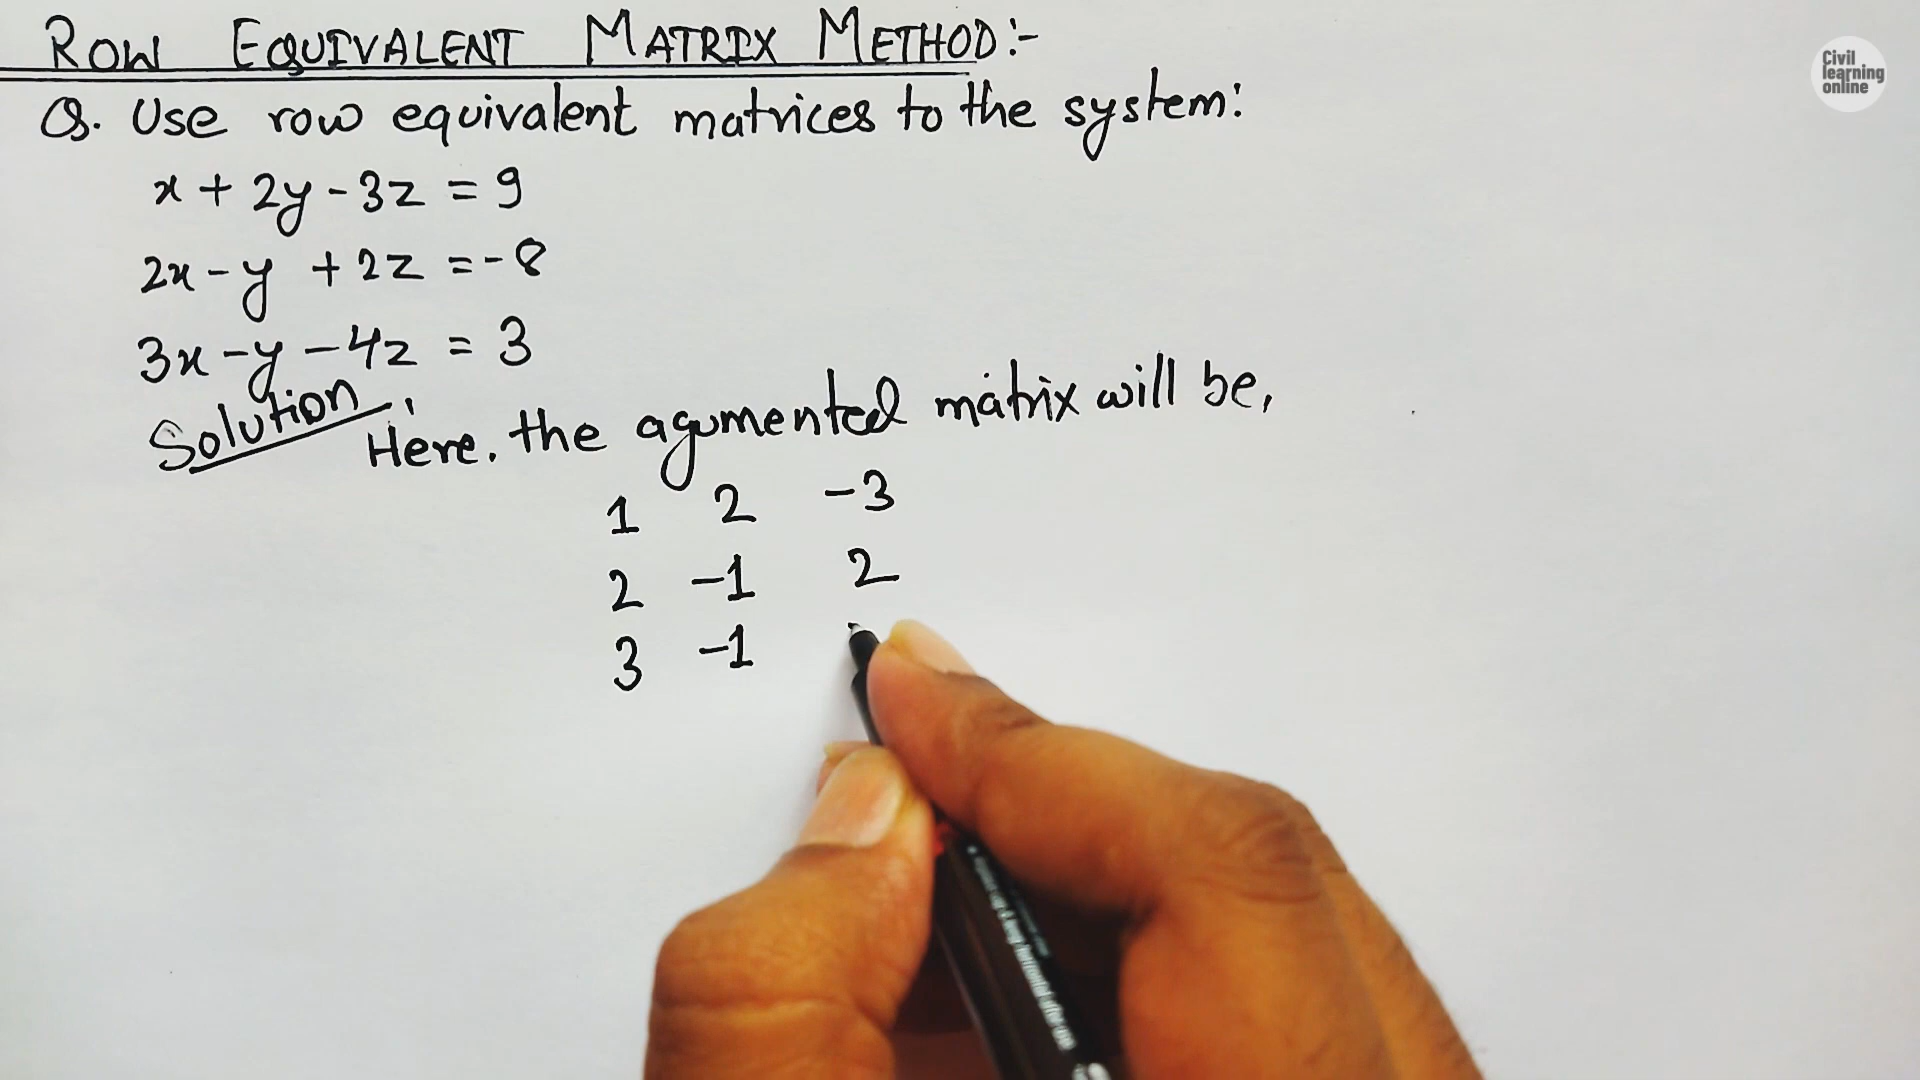 ROW EQUIVALENT MATRIX METHOD:-
Civil
learning
online
Q. Use row equivalent matrices to the system:
x + 2y - 3z = 9
2x - y + 2z = -8
3x - y - 4z = 3
Solution:
Here, the agumented matrix will be,
1 2 -3
2 -1 2
3 -1